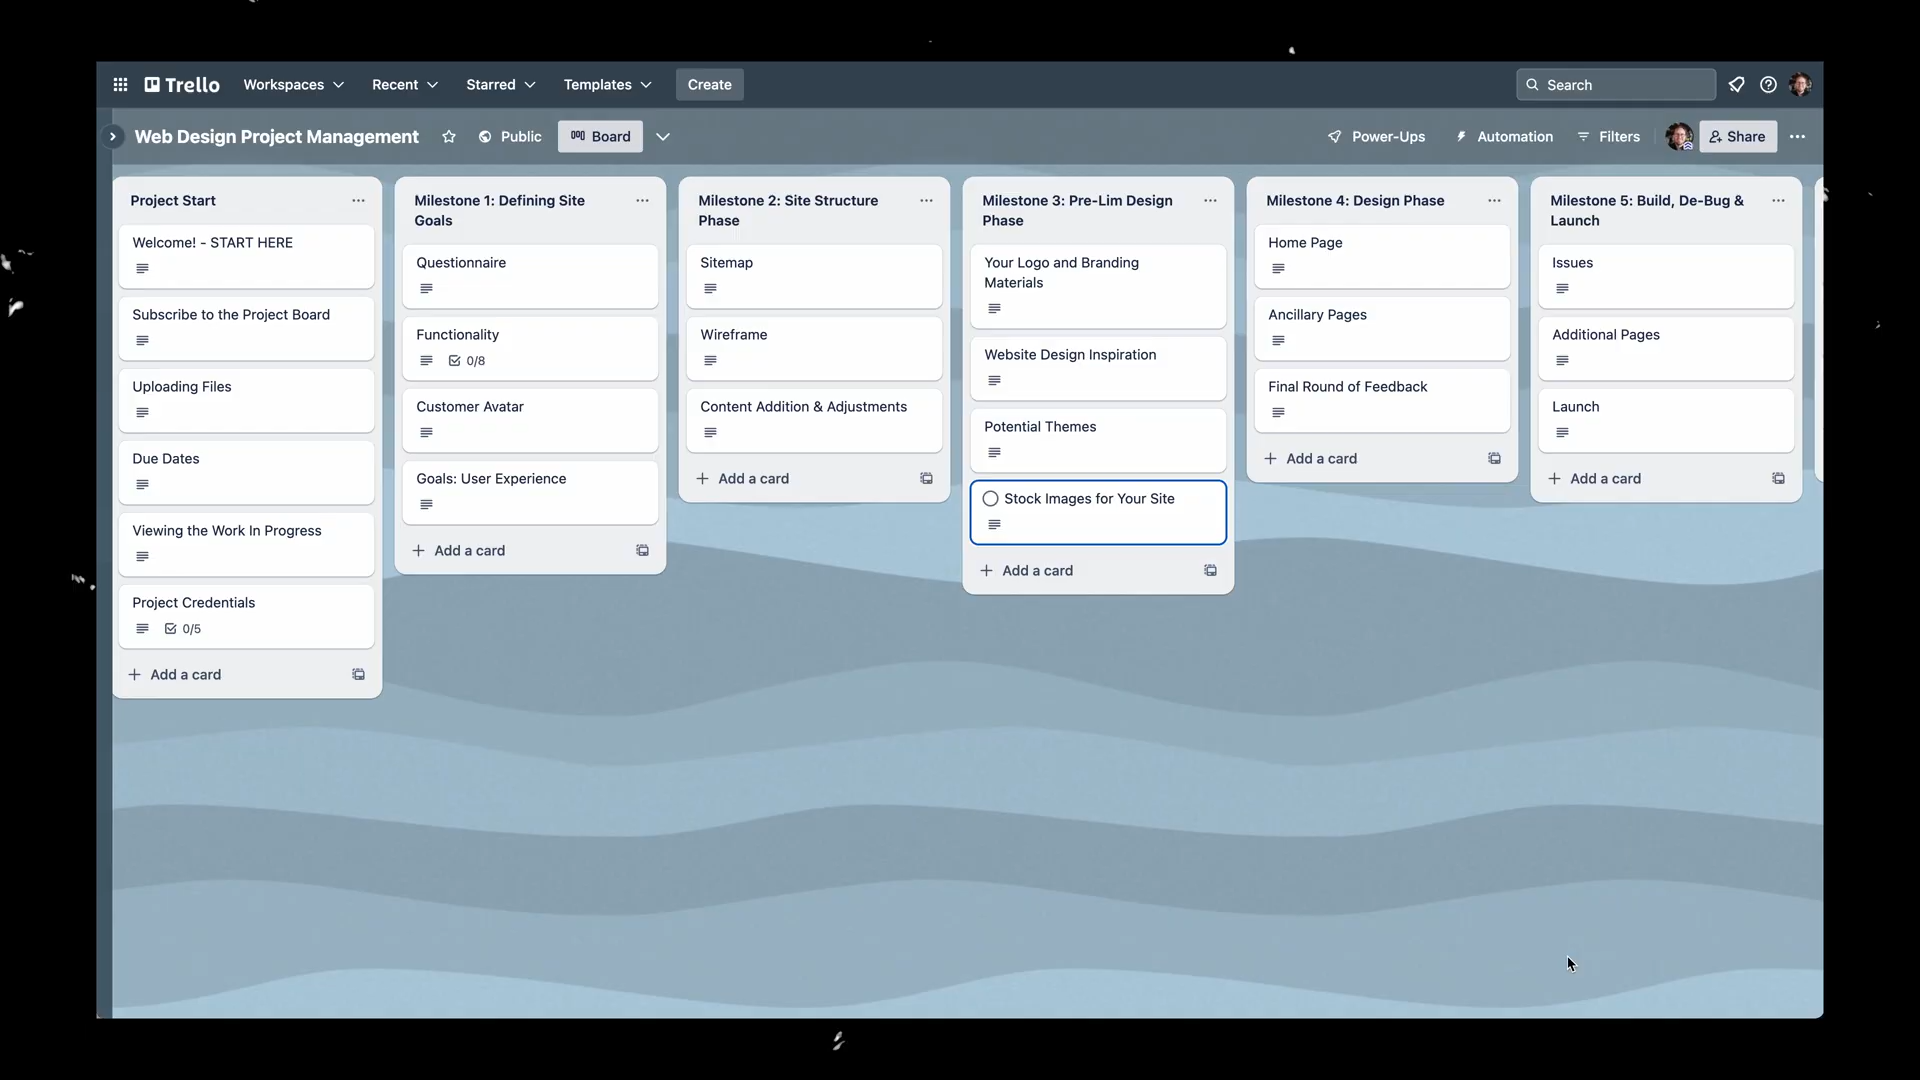 Trello
Workspaces
Recent
Starred
Templates
Create
Search
Web Design Project Management
Public
Board
Power-Ups
Automation
Filters
Share
Project Start
Welcome! - START HERE
Subscribe to the Project Board
Uploading Files
Due Dates
Viewing the Work In Progress
Project Credentials
0/5
Add a card
Milestone 1: Defining Site
Goals
Questionnaire
Functionality
0/8
Customer Avatar
Goals: User Experience
Add a card
Milestone 2: Site Structure
Phase
Sitemap
Wireframe
Content Addition & Adjustments
Add a card
Milestone 3: Pre-Lim Design
Phase
Your Logo and Branding
Materials
Website Design Inspiration
Potential Themes
Stock Images for Your Site
Add a card
Milestone 4: Design Phase
Home Page
Ancillary Pages
Final Round of Feedback
Add a card
Milestone 5: Build, De-Bug &
Launch
Issues
Additional Pages
Launch
Add a card